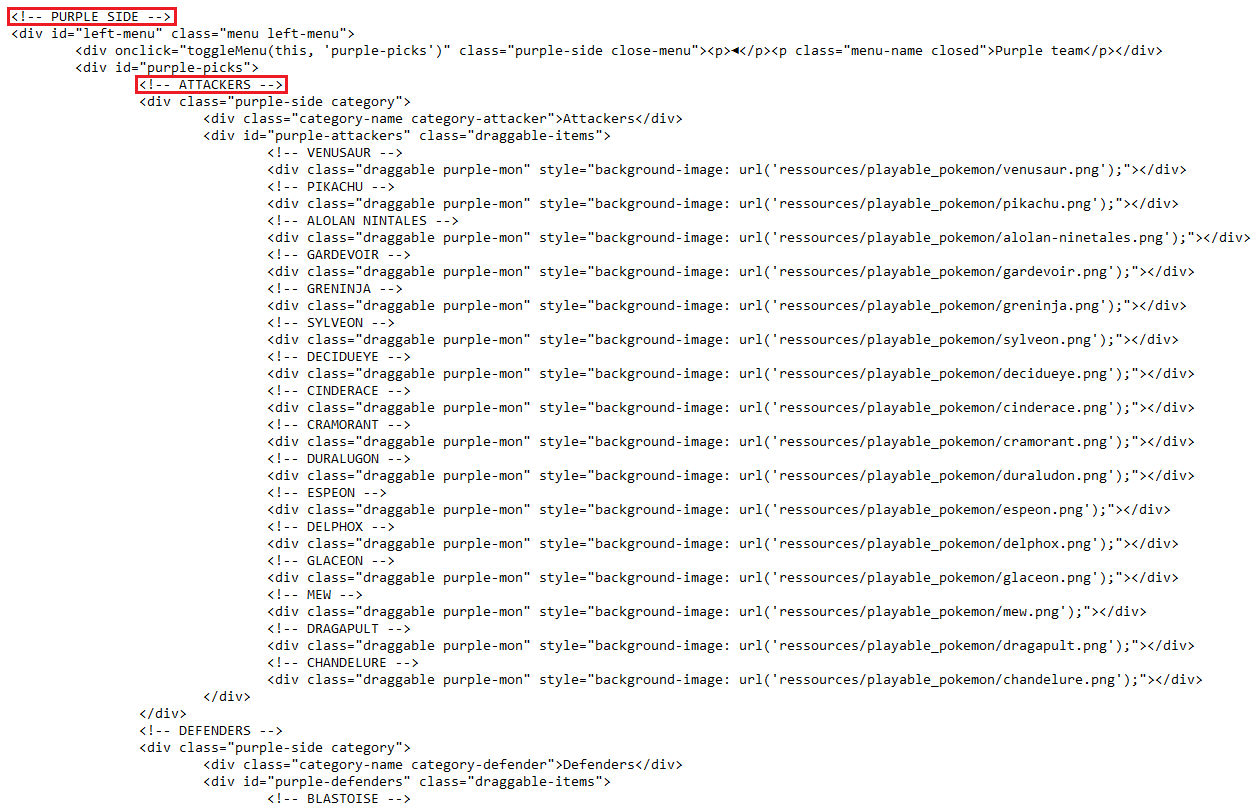 <!-- PURPLE SIDE -->
<div id="left-menu" class="menu left-menu">
<div onclick="toggleMenu(this, 'purple-picks')" class="purple-side close-menu"><p>◄</p><p class="menu-name closed">Purple team</p></div>
<div id="purple-picks">
<!-- ATTACKERS -->
<div class="purple-side category">
<div class="category-name category-attacker">Attackers</div>
<div id="purple-attackers" class="draggable-items">
<!-- VENUSAUR -->
<div class="draggable purple-mon" style="background-image: url('ressources/playable_pokemon/venusaur.png');"></div>
<!-- PIKACHU -->
<div class="draggable purple-mon" style="background-image: url('ressources/playable_pokemon/pikachu.png');"></div>
<!-- ALOLAN NINTALES -->
<div class="draggable purple-mon" style="background-image: url('ressources/playable_pokemon/alolan-ninetales.png');"></div>
<!-- GARDEVOIR -->
<div class="draggable purple-mon" style="background-image: url('ressources/playable_pokemon/gardevoir.png');"></div>
<!-- GRENINJA -->
<div class="draggable purple-mon" style="background-image: url('ressources/playable_pokemon/greninja.png');"></div>
<!-- SYLVEON -->
<div class="draggable purple-mon" style="background-image: url('ressources/playable_pokemon/sylveon.png');"></div>
<!-- DECIDUEYE -->
<div class="draggable purple-mon" style="background-image: url('ressources/playable_pokemon/decidueye.png');"></div>
<!-- CINDERACE -->
<div class="draggable purple-mon" style="background-image: url('ressources/playable_pokemon/cinderace.png');"></div>
<!-- CRAMORANT -->
<div class="draggable purple-mon" style="background-image: url('ressources/playable_pokemon/cramorant.png');"></div>
<!-- DURALUGON -->
<div class="draggable purple-mon" style="background-image: url('ressources/playable_pokemon/duraludon.png');"></div>
<!-- ESPEON -->
<div class="draggable purple-mon" style="background-image: url('ressources/playable_pokemon/espeon.png');"></div>
<!-- DELPHOX -->
<div class="draggable purple-mon" style="background-image: url('ressources/playable_pokemon/delphox.png');"></div>
<!-- GLACEON -->
<div class="draggable purple-mon" style="background-image: url('ressources/playable_pokemon/glaceon.png');"></div>
<!-- MEW -->
<div class="draggable purple-mon" style="background-image: url('ressources/playable_pokemon/mew.png');"></div>
<!-- DRAGAPULT -->
<div class="draggable purple-mon" style="background-image: url('ressources/playable_pokemon/dragapult.png');"></div>
<!-- CHANDELURE -->
<div class="draggable purple-mon" style="background-image: url('ressources/playable_pokemon/chandelure.png');"></div>
</div>
</div>
<!-- DEFENDERS -->
<div class="purple-side category">
<div class="category-name category-defender">Defenders</div>
<div id="purple-defenders" class="draggable-items">
<!-- BLASTOISE -->